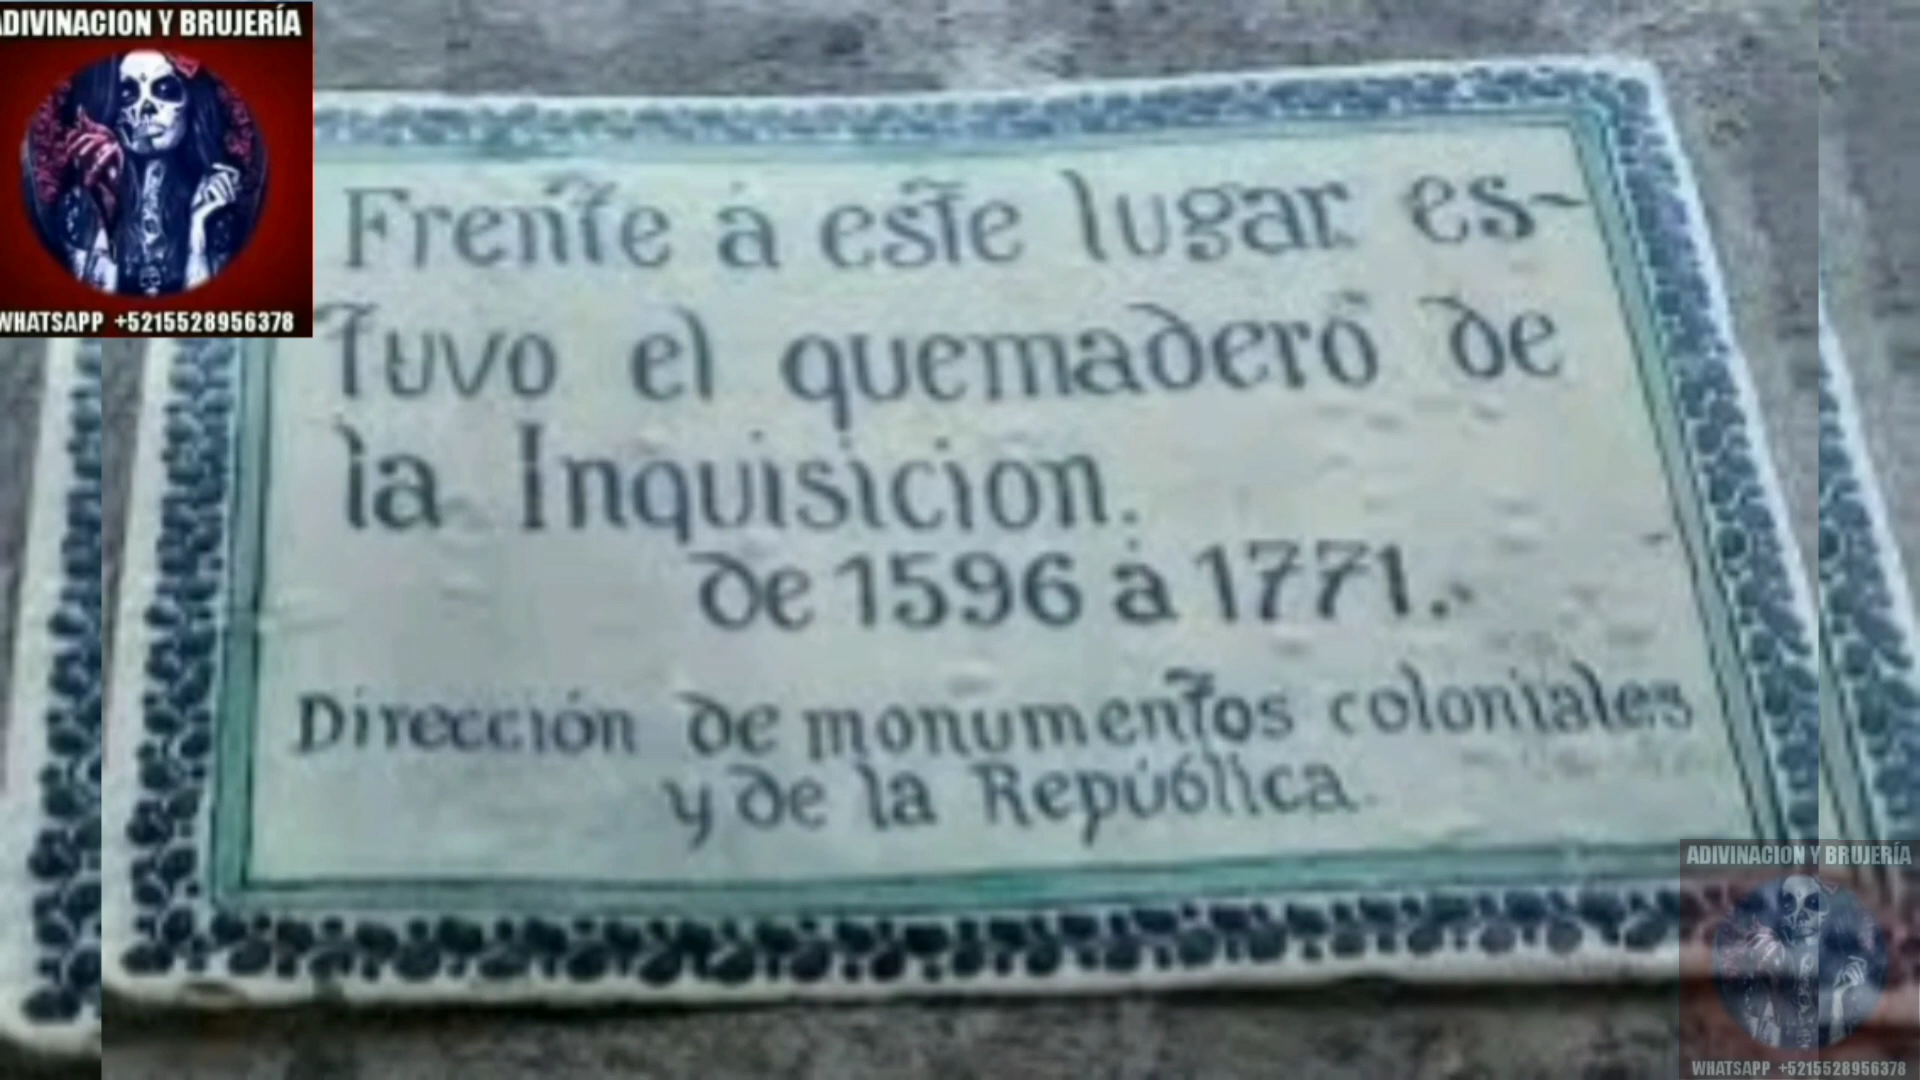 ADIVINACION Y BRUJERÍA
WHATSAPP +5215528956378
Frente á este lugar es-
tuvo el quemadero de
la Inquisicion.
de 1596 á 1771.
Dirección de monumentos coloniales
y de la República.
ADIVINACION Y BRUJERÍA
WHATSAPP +5215528956378